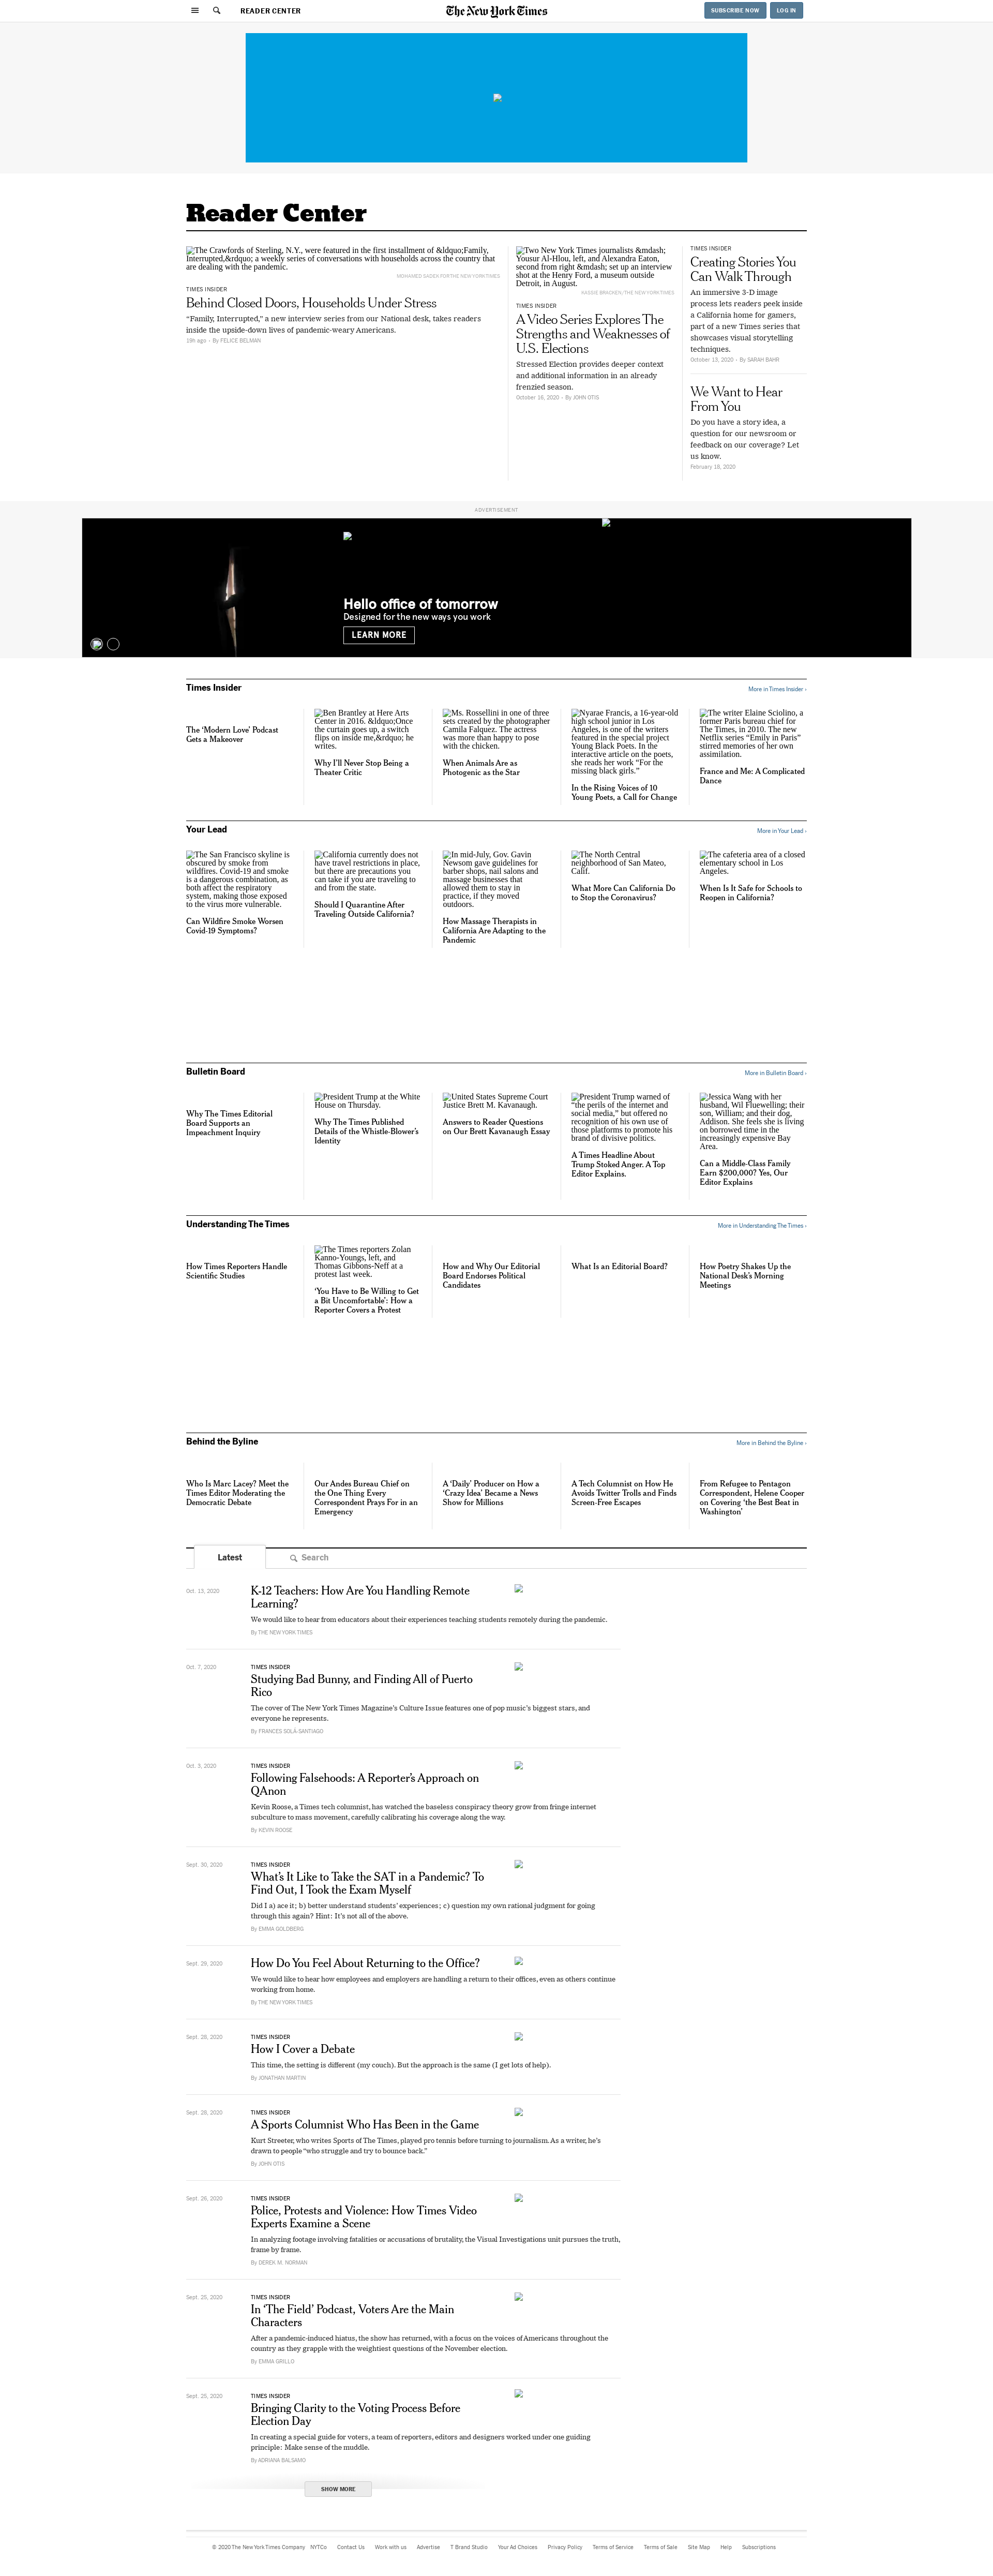 READER CENTER
The New York Times
SUBSCRIBE NOW
LOG IN
Reader Center
The Crawfords of Sterling, N.Y., were featured in the first installment of &ldquo;Family,
Interrupted,&rdquo; a weekly series of conversations with households across the country that
are dealing with the pandemic.
MOHAMED SADEK FOR THE NEW YORK TIMES
TIMES INSIDER
Behind Closed Doors, Households Under Stress
“Family, Interrupted,” a new interview series from our National desk, takes readers
inside the upside-down lives of pandemic-weary Americans.
19h ago - By FELICE BELMAN
Two New York Times journalists &mdash;
Yousur Al-Hlou, left, and Alexandra Eaton,
second from right &mdash; set up an interview
shot at the Henry Ford, a museum outside
Detroit, in August.
KASSIE BRACKEN/THE NEW YORK TIMES
TIMES INSIDER
A Video Series Explores The
Strengths and Weaknesses of
U.S. Elections
Stressed Election provides deeper context
and additional information in an already
frenzied season.
October 16, 2020 - By JOHN OTIS
TIMES INSIDER
Creating Stories You
Can Walk Through
An immersive 3-D image
process lets readers peek inside
a California home for gamers,
part of a new Times series that
showcases visual storytelling
techniques.
October 13, 2020 - By SARAH BAHR
We Want to Hear
From You
Do you have a story idea, a
question for our newsroom or
feedback on our coverage? Let
us know.
February 19, 2020
ADVERTISEMENT
Hello office of tomorrow
Designed for the new ways you work
LEARN MORE
Times Insider
More in Times Insider ›
The ‘Modern Love’ Podcast
Gets a Makeover
Ben Brantley at Here Arts
Center in 2016. &ldquo;Once
the curtain goes up, a switch
flips on inside me,&rdquo; he
writes.
Why I’ll Never Stop Being a
Theater Critic
Ms. Rossellini in one of three
sets created by the photographer
Camila Falquez. The actress
was more than happy to pose
with the chicken.
When Animals Are as
Photogenic as the Star
Nyarae Francis, a 16-year-old
high school junior in Los
Angeles, is one of the writers
featured in the special project
Young Black Poets. In the
interactive article on the poets,
she reads her work “For the
missing black girls.”
In the Rising Voices of 10
Young Poets, a Call for Change
The writer Elaine Sciolino, a
former Paris bureau chief for
The Times, in 2010. The new
Netflix series “Emily in Paris”
stirred memories of her own
assimilation.
France and Me: A Complicated
Dance
Your Lead
More in Your Lead ›
The San Francisco skyline is
obscured by smoke from
wildfires. Covid-19 and smoke
is a dangerous combination, as
both affect the respiratory
system, making those exposed
to the virus more vulnerable.
Can Wildfire Smoke Worsen
Covid-19 Symptoms?
California currently does not
have travel restrictions in place,
but there are precautions you
can take if you are traveling to
and from the state.
Should I Quarantine After
Traveling Outside California?
In mid-July, Gov. Gavin
Newsom gave guidelines for
barber shops, nail salons and
massage businesses that
allowed them to stay in
practice, if they moved
outdoors.
How Massage Therapists in
California Are Adapting to the
Pandemic
The North Central
neighborhood of San Mateo,
Calif.
What More Can California Do
to Stop the Coronavirus?
The cafeteria area of a closed
elementary school in Los
Angeles.
When Is It Safe for Schools to
Reopen in California?
Bulletin Board
More in Bulletin Board ›
Why The Times Editorial
Board Supports an
Impeachment Inquiry
President Trump at the White
House on Thursday.
Why The Times Published
Details of the Whistle-Blower’s
Identity
United States Supreme Court
Justice Brett M. Kavanaugh.
Answers to Reader Questions
on Our Brett Kavanaugh Essay
President Trump warned of
“the perils of the internet and
social media,” but offered no
recognition of his own use of
those platforms to promote his
brand of divisive politics.
A Times Headline About
Trump Stoked Anger. A Top
Editor Explains.
Jessica Wang with her
husband, Wil Fluewelling; their
son, William; and their dog,
Addison. She feels she is living
on borrowed time in the
increasingly expensive Bay
Area.
Can a Middle-Class Family
Earn $200,000? Yes, Our
Editor Explains
Understanding The Times
More in Understanding The Times ›
How Times Reporters Handle
Scientific Studies
The Times reporters Zolan
Kanno-Youngs, left, and
Thomas Gibbons-Neff at a
protest last week.
‘You Have to Be Willing to Get
a Bit Uncomfortable’: How a
Reporter Covers a Protest
How and Why Our Editorial
Board Endorses Political
Candidates
What Is an Editorial Board?
How Poetry Shakes Up the
National Desk’s Morning
Meetings
Behind the Byline
More in Behind the Byline ›
Who Is Marc Lacey? Meet the
Times Editor Moderating the
Democratic Debate
Our Andes Bureau Chief on
the One Thing Every
Correspondent Prays For in an
Emergency
A ‘Daily’ Producer on How a
‘Crazy Idea’ Became a News
Show for Millions
A Tech Columnist on How He
Avoids Twitter Trolls and Finds
Screen-Free Escapes
From Refugee to Pentagon
Correspondent, Helene Cooper
on Covering ‘the Best Beat in
Washington’
Latest
Search
Oct. 13, 2020
K-12 Teachers: How Are You Handling Remote
Learning?
We would like to hear from educators about their experiences teaching students remotely during the pandemic.
By THE NEW YORK TIMES
Oct. 7, 2020
TIMES INSIDER
Studying Bad Bunny, and Finding All of Puerto
Rico
The cover of The New York Times Magazine’s Culture Issue features one of pop music’s biggest stars, and
everyone he represents.
By FRANCES SOLÁ-SANTIAGO
Oct. 3, 2020
TIMES INSIDER
Following Falsehoods: A Reporter’s Approach on
QAnon
Kevin Roose, a Times tech columnist, has watched the baseless conspiracy theory grow from fringe internet
subculture to mass movement, carefully calibrating his coverage along the way.
By KEVIN ROOSE
Sept. 30, 2020
TIMES INSIDER
What’s It Like to Take the SAT in a Pandemic? To
Find Out, I Took the Exam Myself
Did I a) ace it; b) better understand students’ experiences; c) question my own rational judgment for going
through this again? Hint: It’s not all of the above.
By EMMA GOLDBERG
Sept. 29, 2020
How Do You Feel About Returning to the Office?
We would like to hear how employees and employers are handling a return to their offices, even as others continue
working from home.
By THE NEW YORK TIMES
Sept. 28, 2020
TIMES INSIDER
How I Cover a Debate
This time, the setting is different (my couch). But the approach is the same (I get lots of help).
By JONATHAN MARTIN
Sept. 28, 2020
TIMES INSIDER
A Sports Columnist Who Has Been in the Game
Kurt Streeter, who writes Sports of The Times, played pro tennis before turning to journalism. As a writer, he’s
drawn to people “who struggle and try to bounce back.”
By JOHN OTIS
Sept. 26, 2020
TIMES INSIDER
Police, Protests and Violence: How Times Video
Experts Examine a Scene
In analyzing footage involving fatalities or accusations of brutality, the Visual Investigations unit pursues the truth,
frame by frame.
By DEREK M. NORMAN
Sept. 25, 2020
TIMES INSIDER
In ‘The Field’ Podcast, Voters Are the Main
Characters
After a pandemic-induced hiatus, the show has returned, with a focus on the voices of Americans throughout the
country as they grapple with the weightiest questions of the November election.
By EMMA GRILLO
Sept. 25, 2020
TIMES INSIDER
Bringing Clarity to the Voting Process Before
Election Day
In creating a special guide for voters, a team of reporters, editors and designers worked under one guiding
principle: Make sense of the muddle.
By ADRIANA BALSAMO
SHOW MORE
© 2020 The New York Times Company NYTCo Contact Us Work with us Advertise T Brand Studio Your Ad Choices Privacy Policy Terms of Service Terms of Sale Site Map Help Subscriptions